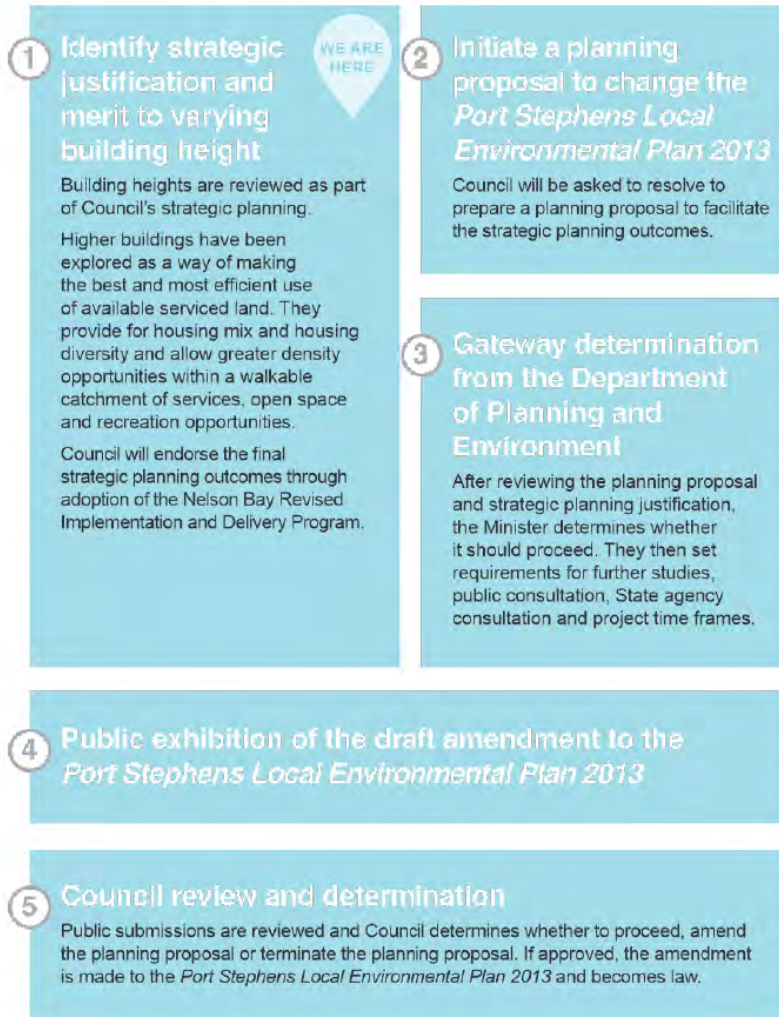 1
Identify strategic
justification and
merit to varying
building height
WE ARE
HERE
Building heights are reviewed as part
of Council's strategic planning.
Higher buildings have been
explored as a way of making
the best and most efficient use
of available serviced land. They
provide for housing mix and housing
diversity and allow greater density
opportunities within a walkable
catchment of services, open space
and recreation opportunities.
Council will endorse the final
strategic planning outcomes through
adoption of the Nelson Bay Revised
Implementation and Delivery Program.
2
Initiate a planning
proposal to change the
Port Stephens Local
Environmental Plan 2013
Council will be asked to resolve to
prepare a planning proposal to facilitate
the strategic planning outcomes.
3
Gateway determination
from the Department
of Planning and
Environment
After reviewing the planning proposal
and strategic planning justification,
the Minister determines whether
it should proceed. They then set
requirements for further studies,
public consultation, State agency
consultation and project time frames.
4
Public exhibition of the draft amendment to the
Port Stephens Local Environmental Plan 2013
5
Council review and determination
Public submissions are reviewed and Council determines whether to proceed, amend
the planning proposal or terminate the planning proposal. If approved, the amendment
is made to the Port Stephens Local Environmental Plan 2013 and becomes law.